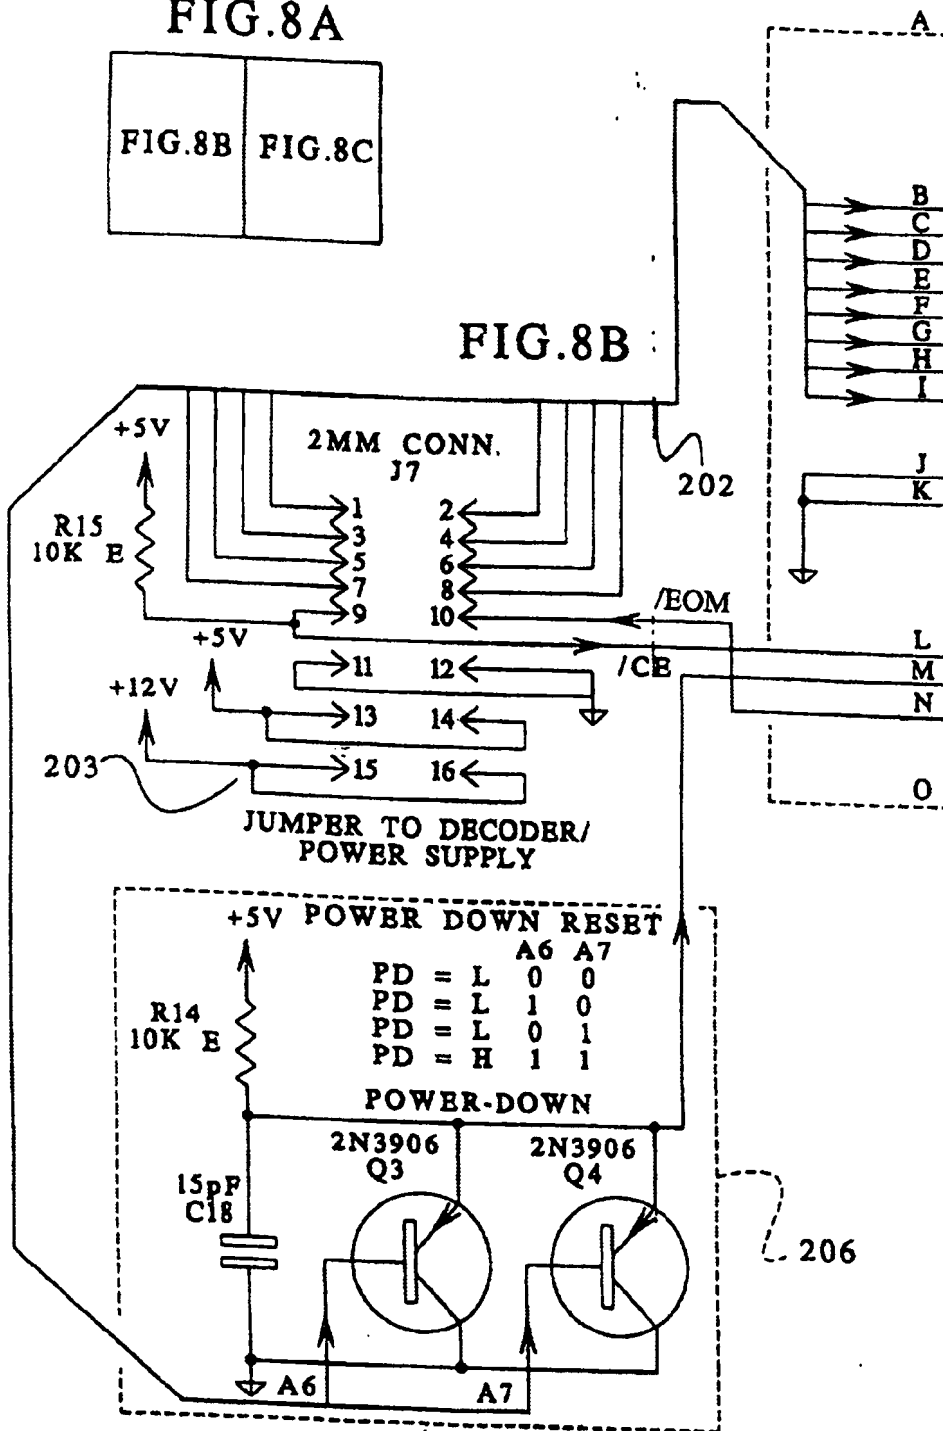 FIG.8A
FIG.8B FIG.8C
A
B
C
D
E
F
G
H
I
FIG.8B
+5V
2MM CONN.
J7
202
J
K
R15
10K E
1 2
3 4
5 6
7 8
9 10
/EOM
+5V
/CE
L
M
N
11 12
+12V
13 14
203
15 16
O
JUMPER TO DECODER/
POWER SUPPLY
+5V POWER DOWN RESET
A6 A7
PD = L 0 0
PD = L 1 0
PD = L 0 1
PD = H 1 1
R14
10K E
POWER-DOWN
2N3906
Q3
2N3906
Q4
15pF
C18
206
A6
A7